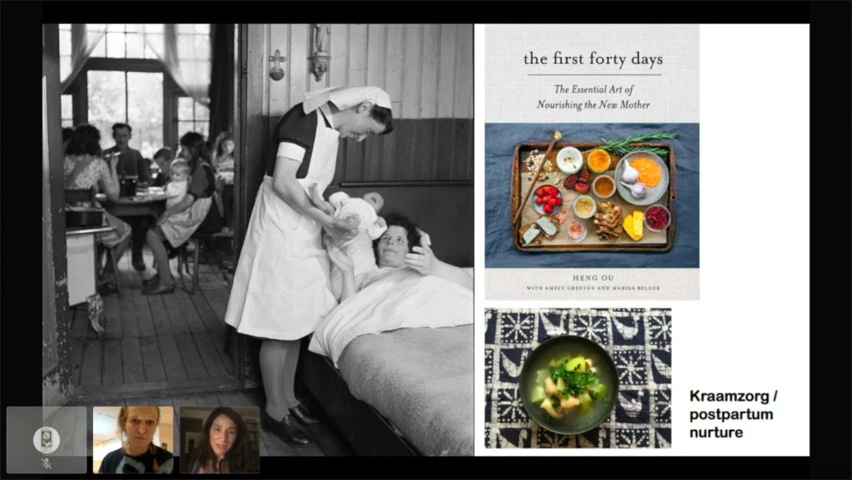 the first forty days
The Essential Art of
Nourishing the New Mother
HENG OU
WITH AMELY GREEVEN AND MARISA BELGER
Kraamzorg /
postpartum
nurture